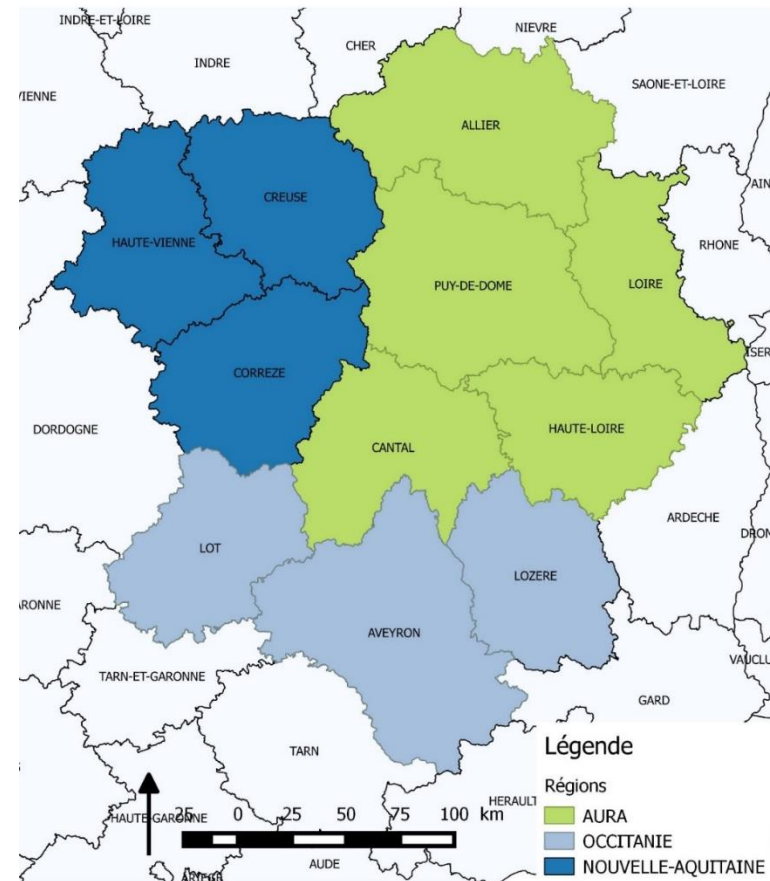 INDRE-ET-LOIRE
NIEVRE
CHER
INDRE
SAONE-ET-LOIRE
VIENNE
ALLIER
AIN
CREUSE
RHONE
HAUTE-VIENNE
PUY-DE-DOME
LOIRE
ISER
CORREZE
DORDOGNE
HAUTE-LOIRE
CANTAL
ARDECHE
DROM
LOT
LOZERE
ARONNE
AVEYRON
VAUCLU
TARN-ET-GARONNE
GARD
TARN
Légende
Régions
HERAULT
AURA
OCCITANIE
NOUVELLE-AQUITAINE
HAUTE-GARONNE
25 0 25 50 75 100 km
AUDE
ARIEGE